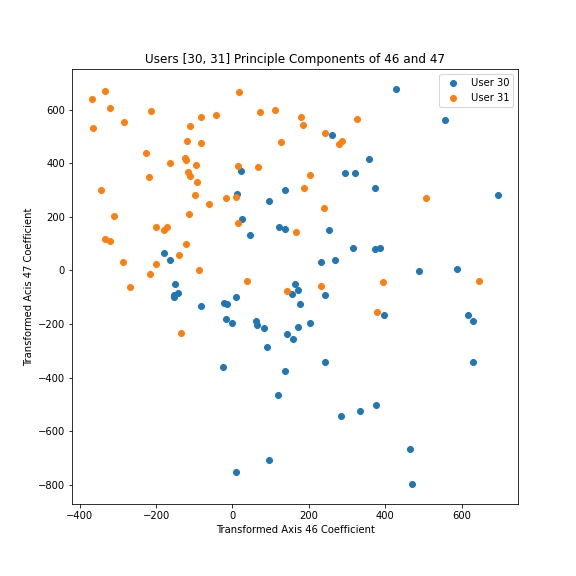 Users [30, 31] Principle Components of 46 and 47
User 30
User 31
Transformed Acis 47 Coefficient
600
400
200
0
−200
−400
−600
−800
−400
−200
0
200
400
600
Transformed Axis 46 Coefficient